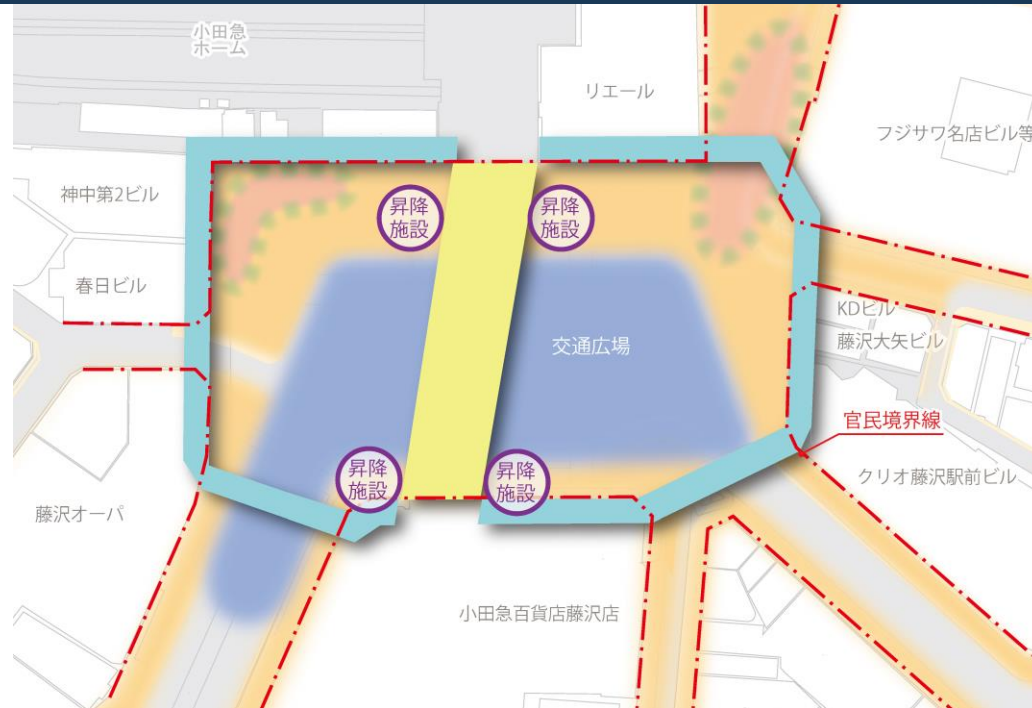 小田急
ホーム
リエール
フジサワ名店ビル等
神中第2ビル
昇降
施設
昇降
施設
春日ビル
KDビル
交通広場
藤沢大矢ビル
官民境界線
昇降
施設
昇降
施設
クリオ藤沢駅前ビル
藤沢オーパ
小田急百貨店藤沢店